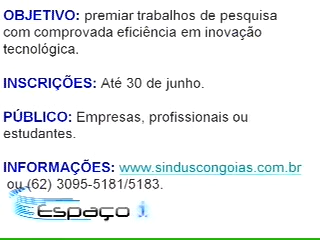 OBJETIVO: premiar trabalhos de pesquisa
com comprovada eficiência em inovação
tecnológica.
INSCRIÇÕES: Até 30 de junho.
PÚBLICO: Empresas, profissionais ou
estudantes.
INFORMAÇÕES: www.sinduscongoias.com.br
ou (62) 3095-5181/5183.
Espaço